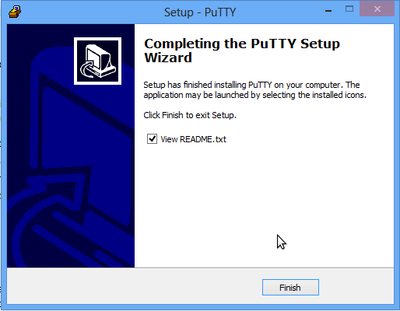 Setup - PuTTY
Completing the PuTTY Setup
Wizard
Setup has finished installing PuTTY on your computer. The
application may be launched by selecting the installed icons.
Click Finish to exit Setup.
View README.txt
Finish